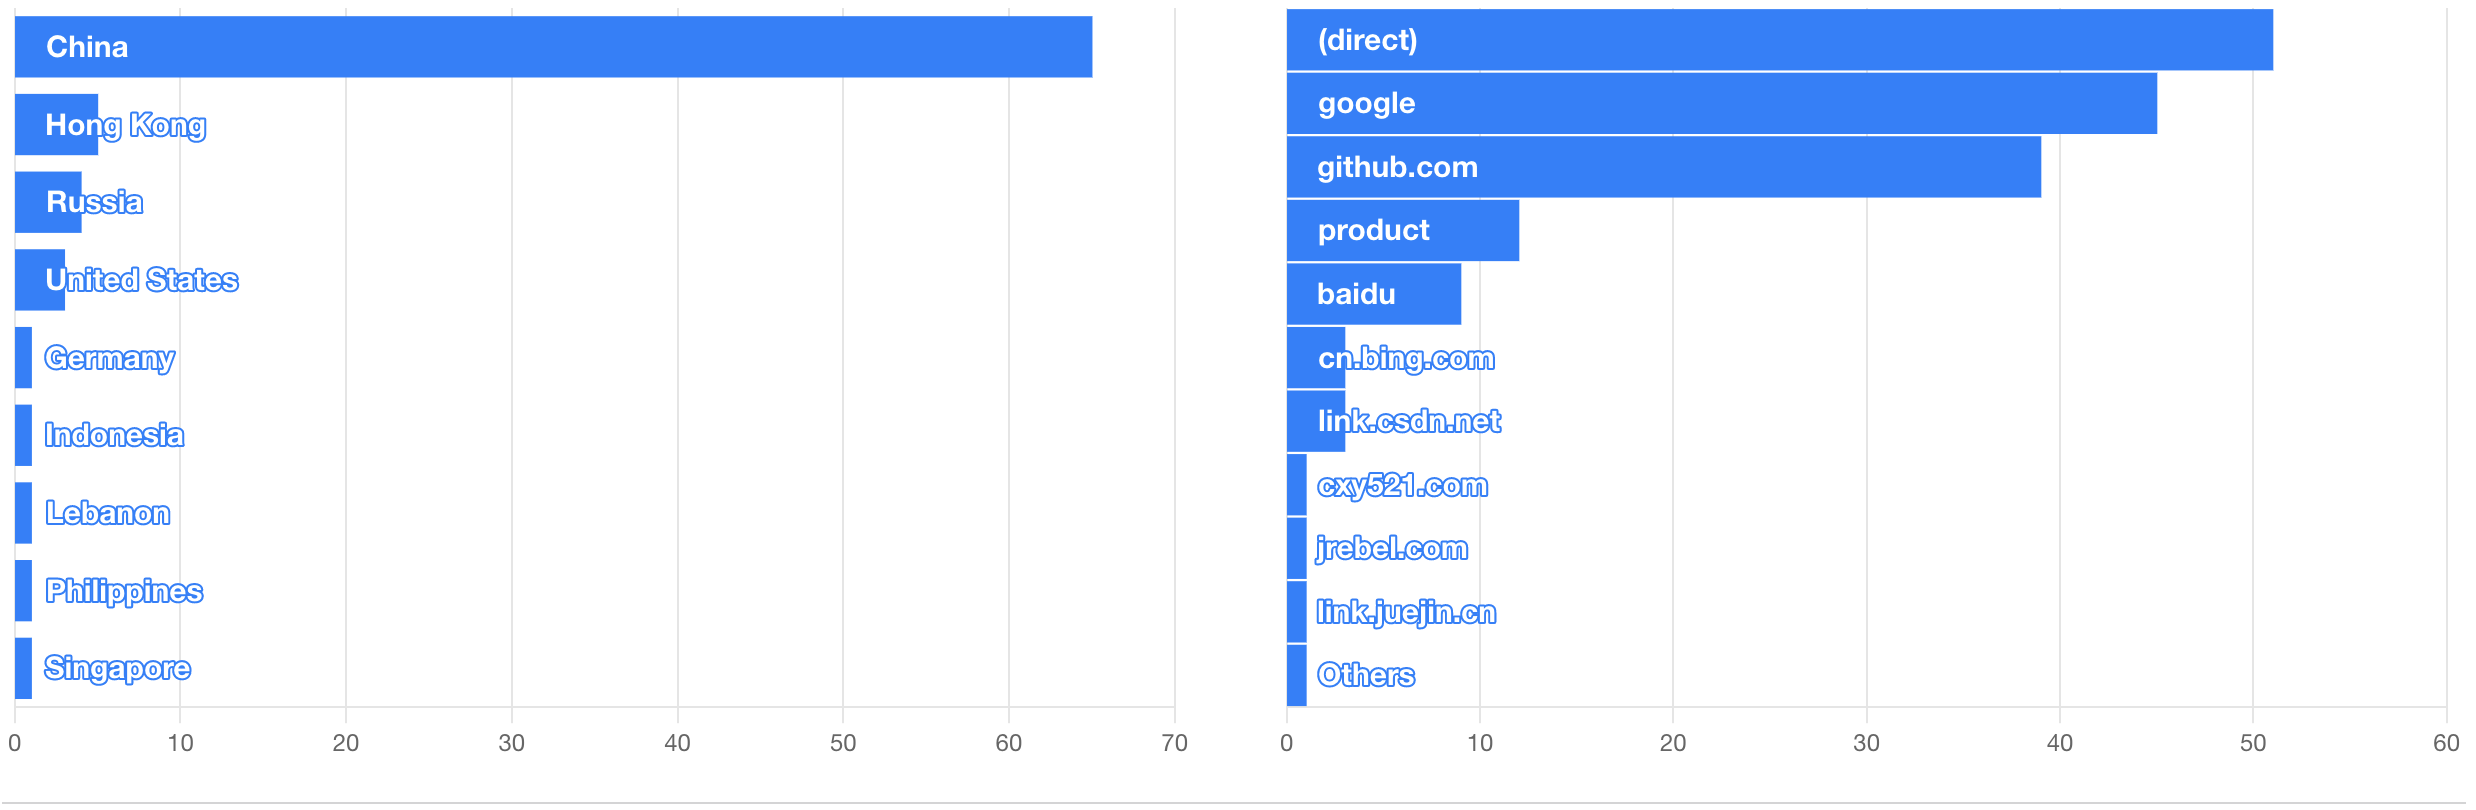 China
Hong Kong
Russia
United States
Germany
Indonesia
Lebanon
Philippines
Singapore
0 10 20 30 40 50 60 70
(direct)
google
github.com
product
baidu
cn.bing.com
link.csdn.net
cxy521.com
jrebel.com
link.juejin.cn
Others
0 10 20 30 40 50 60